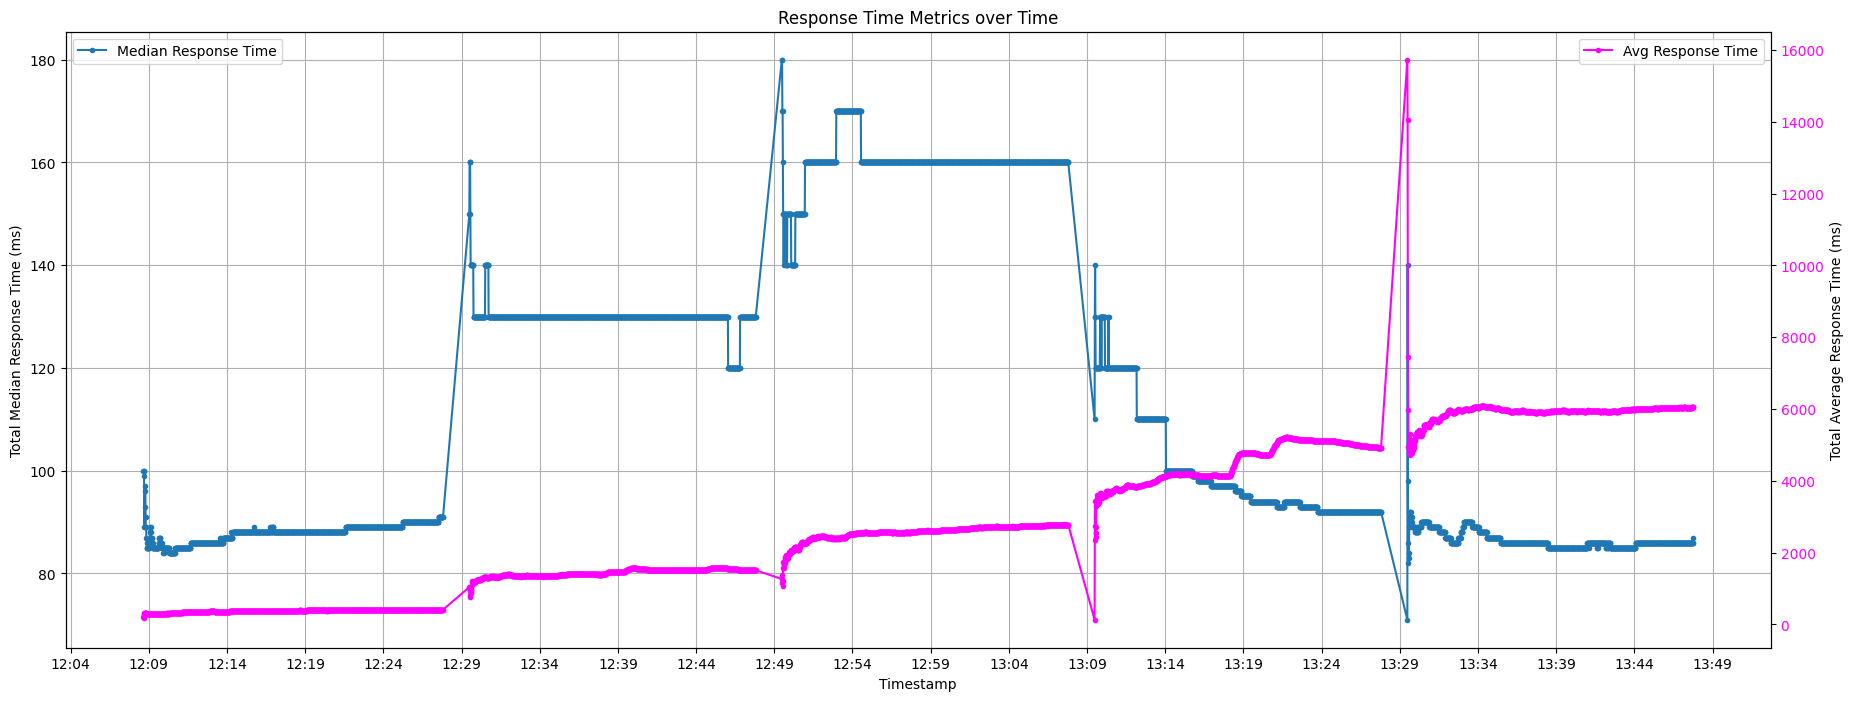 Response Time Metrics over Time
Median Response Time
Avg Response Time
Total Median Response Time (ms)
180
160
140
120
100
80
16000
14000
12000
10000
8000
6000
4000
2000
0
Total Average Response Time (ms)
12:04 12:09 12:14 12:19 12:24 12:29 12:34 12:39 12:44 12:49 12:54 12:59 13:04 13:09 13:14 13:19 13:24 13:29 13:34 13:39 13:44 13:49
Timestamp